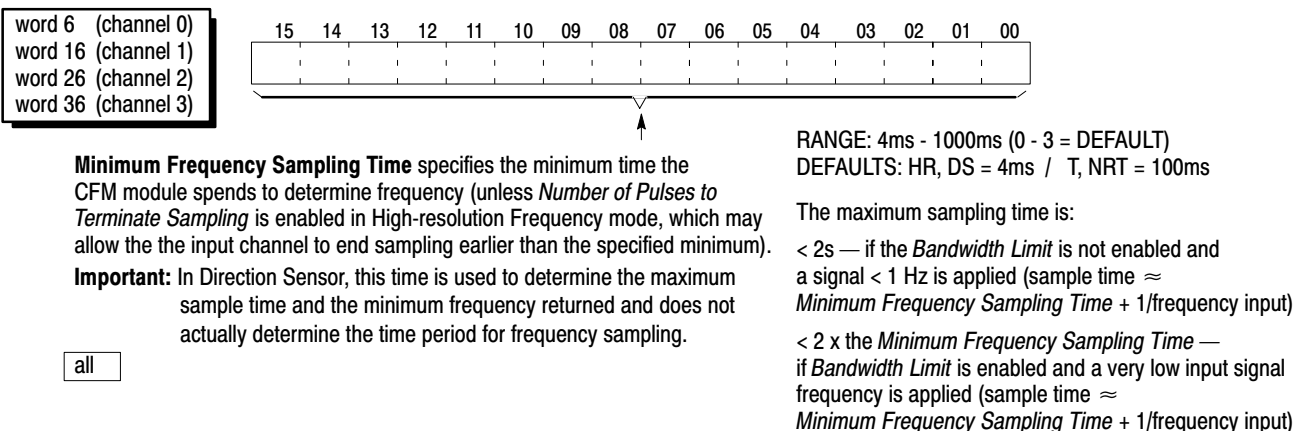 word 6 (channel 0)
word 16 (channel 1)
word 26 (channel 2)
word 36 (channel 3)
15 14 13 12 11 10 09 08 07 06 05 04 03 02 01 00
Minimum Frequency Sampling Time specifies the minimum time the
CFM module spends to determine frequency (unless Number of Pulses to
Terminate Sampling is enabled in High-resolution Frequency mode, which may
allow the the input channel to end sampling earlier than the specified minimum).
Important: In Direction Sensor, this time is used to determine the maximum
sample time and the minimum frequency returned and does not
actually determine the time period for frequency sampling.
all
RANGE: 4ms - 1000ms (0 - 3 = DEFAULT)
DEFAULTS: HR, DS = 4ms / T, NRT = 100ms
The maximum sampling time is:
< 2s — if the Bandwidth Limit is not enabled and
a signal < 1 Hz is applied (sample time ≈
Minimum Frequency Sampling Time + 1/frequency input)
< 2 x the Minimum Frequency Sampling Time —
if Bandwidth Limit is enabled and a very low input signal
frequency is applied (sample time ≈
Minimum Frequency Sampling Time + 1/frequency input)